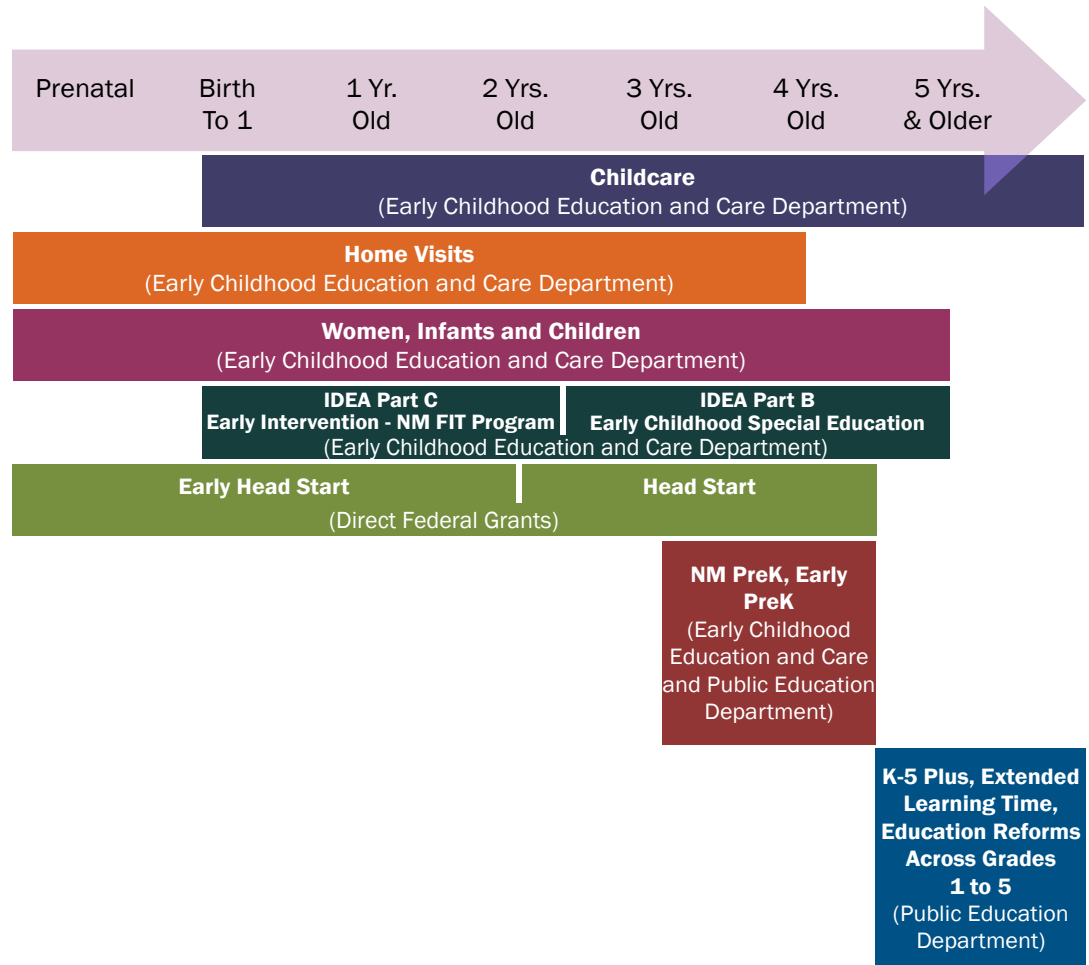 Prenatal
Birth
To 1
1 Yr.
Old
2 Yrs.
Old
3 Yrs.
Old
4 Yrs.
Old
5 Yrs.
& Older
Childcare
(Early Childhood Education and Care Department)
Home Visits
(Early Childhood Education and Care Department)
Women, Infants and Children
(Early Childhood Education and Care Department)
IDEA Part C
Early Intervention - NM FIT Program
IDEA Part B
Early Childhood Special Education
(Early Childhood Education and Care Department)
Early Head Start
Head Start
(Direct Federal Grants)
NM PreK, Early
PreK
(Early Childhood
Education and Care
and Public Education
Department)
K-5 Plus, Extended
Learning Time,
Education Reforms
Across Grades
1 to 5
(Public Education
Department)